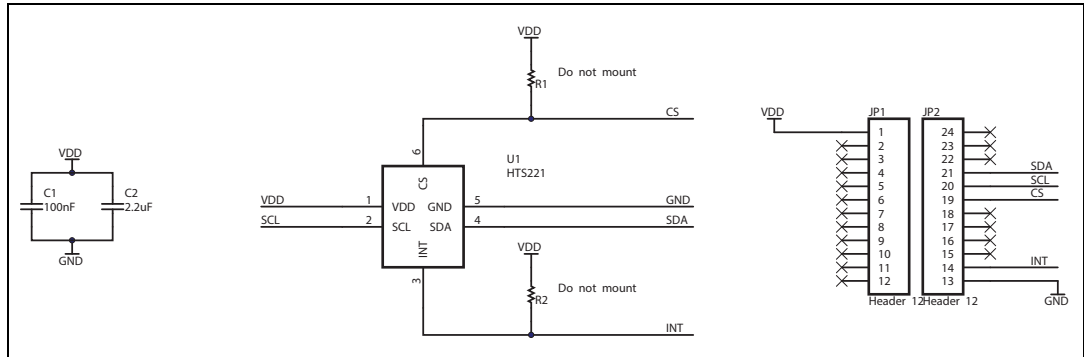 VDD
C1
100nF
C2
2.2uF
GND
VDD
R1
Do not mount
CS
6
U1
HTS221
CS
VDD
1
VDD
GND
5
GND
SCL
2
SCL
SDA
4
SDA
INT
3
VDD
R2
Do not mount
INT
VDD
JP1
1
2
3
4
5
6
7
8
9
10
11
12
Header 12
JP2
24
23
22
21
20
19
18
17
16
15
14
13
Header 12
SDA
SCL
CS
INT
GND